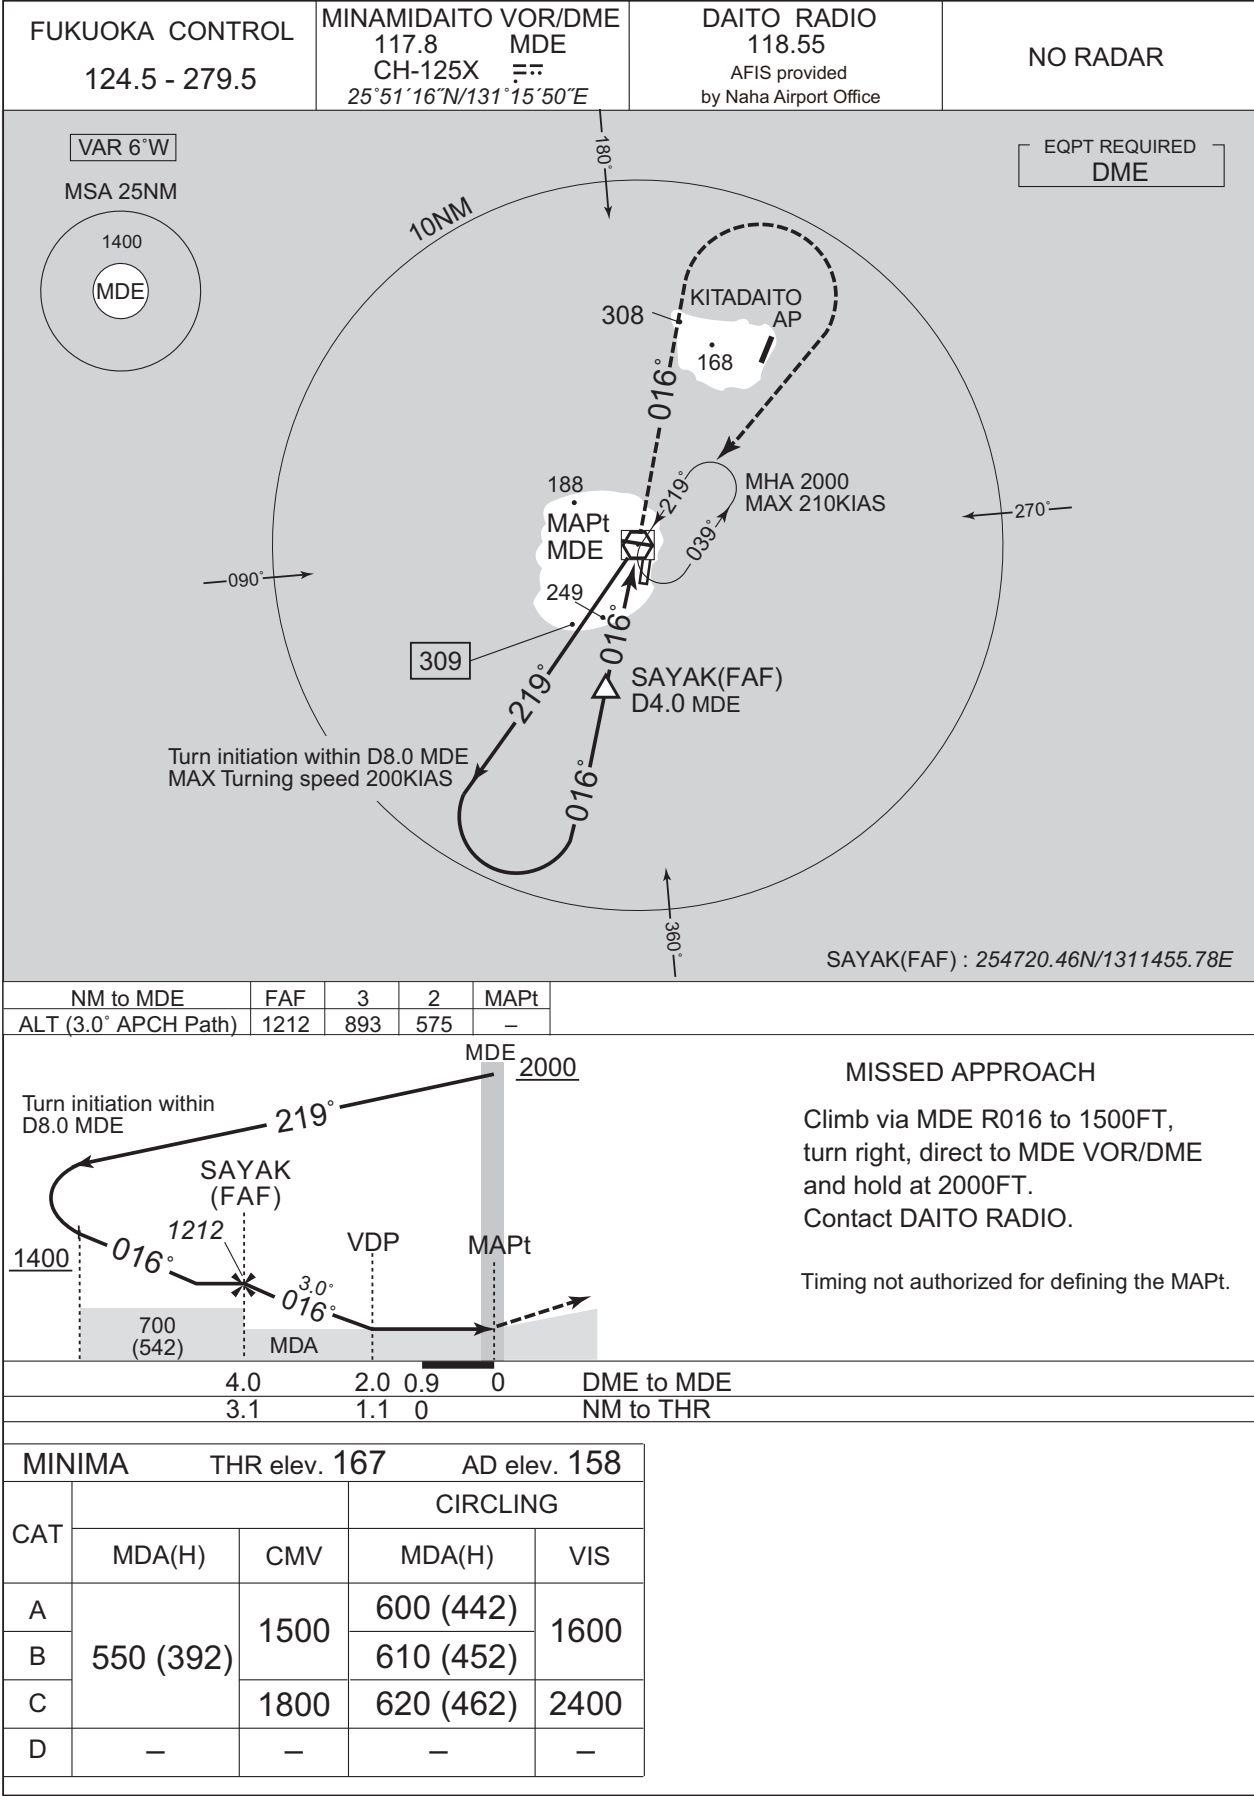 FUKUOKA CONTROL
124.5 - 279.5
MINAMIDAITO VOR/DME
117.8 MDE
CH-125X
25°51´16˝N/131°15´50˝E
DAITO RADIO
118.55
AFIS provided
by Naha Airport Office
NO RADAR
VAR 6°W
MSA 25NM
1400
MDE
EQPT REQUIRED
DME
180°
10NM
KITADAITO
AP
308
168
016°
188
MAPt
MDE
219°
039°
MHA 2000
MAX 210KIAS
270°
090°
249
309
016°
219°
SAYAK(FAF)
D4.0 MDE
Turn initiation within D8.0 MDE
MAX Turning speed 200KIAS
016°
360°
SAYAK(FAF) : 254720.46N/1311455.78E
NM to MDE FAF 3 2 MAPt
ALT (3.0° APCH Path) 1212 893 575 –
MDE
2000
Turn initiation within
D8.0 MDE
219°
SAYAK
(FAF)
1212
VDP
MAPt
1400
016°
3.0°
016°
700
(542)
MDA
MISSED APPROACH
Climb via MDE R016 to 1500FT,
turn right, direct to MDE VOR/DME
and hold at 2000FT.
Contact DAITO RADIO.
Timing not authorized for defining the MAPt.
4.0 2.0 0.9 0 DME to MDE
3.1 1.1 0 NM to THR
MINIMA THR elev. 167 AD elev. 158
CAT
CIRCLING
MDA(H) CMV MDA(H) VIS
A 550 (392) 1500 600 (442) 1600
B 610 (452)
C 1800 620 (462) 2400
D – – – –